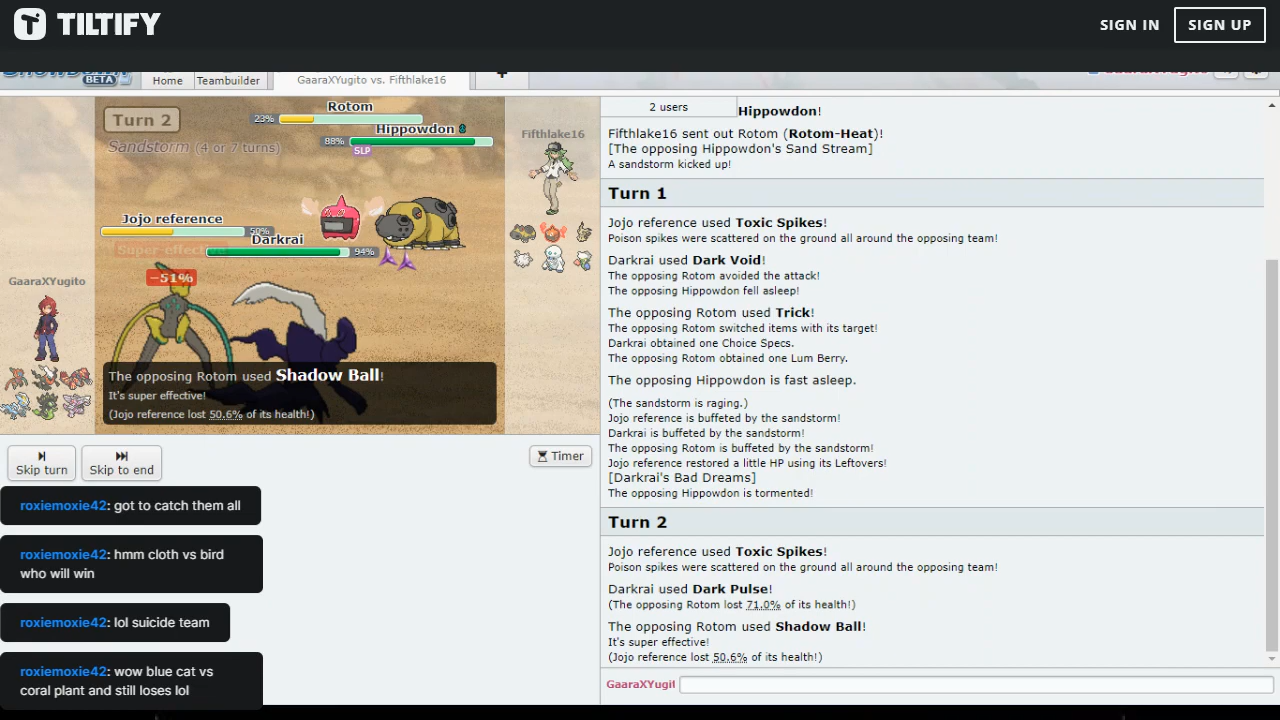 TILTIFY
SIGN IN
SIGN UP
BETA
Home
Teambuilder
GaaraXYugito vs. Fifthlake16
+
Turn 2
Sandstorm (4 or 7 turns)
Rotom
23%
Hippowdon
88%
SLP
Fifthlake16
Jojo reference
50%
Super effective
Darkrai
94%
−51%
GaaraXYugito
The opposing Rotom used Shadow Ball!
It's super effective!
(Jojo reference lost 50.6% of its health!)
Skip turn
Skip to end
Timer
roxiemoxie42: got to catch them all
roxiemoxie42: hmm cloth vs bird
who will win
roxiemoxie42: lol suicide team
roxiemoxie42: wow blue cat vs
coral plant and still loses lol
2 users
Hippowdon!
Fifthlake16 sent out Rotom (Rotom-Heat)!
[The opposing Hippowdon's Sand Stream]
A sandstorm kicked up!
Turn 1
Jojo reference used Toxic Spikes!
Poison spikes were scattered on the ground all around the opposing team!
Darkrai used Dark Void!
The opposing Rotom avoided the attack!
The opposing Hippowdon fell asleep!
The opposing Rotom used Trick!
The opposing Rotom switched items with its target!
Darkrai obtained one Choice Specs.
The opposing Rotom obtained one Lum Berry.
The opposing Hippowdon is fast asleep.
(The sandstorm is raging.)
Jojo reference is buffeted by the sandstorm!
Darkrai is buffeted by the sandstorm!
The opposing Rotom is buffeted by the sandstorm!
Jojo reference restored a little HP using its Leftovers!
[Darkrai's Bad Dreams]
The opposing Hippowdon is tormented!
Turn 2
Jojo reference used Toxic Spikes!
Poison spikes were scattered on the ground all around the opposing team!
Darkrai used Dark Pulse!
(The opposing Rotom lost 71.0% of its health!)
The opposing Rotom used Shadow Ball!
It's super effective!
(Jojo reference lost 50.6% of its health!)
GaaraXYugit